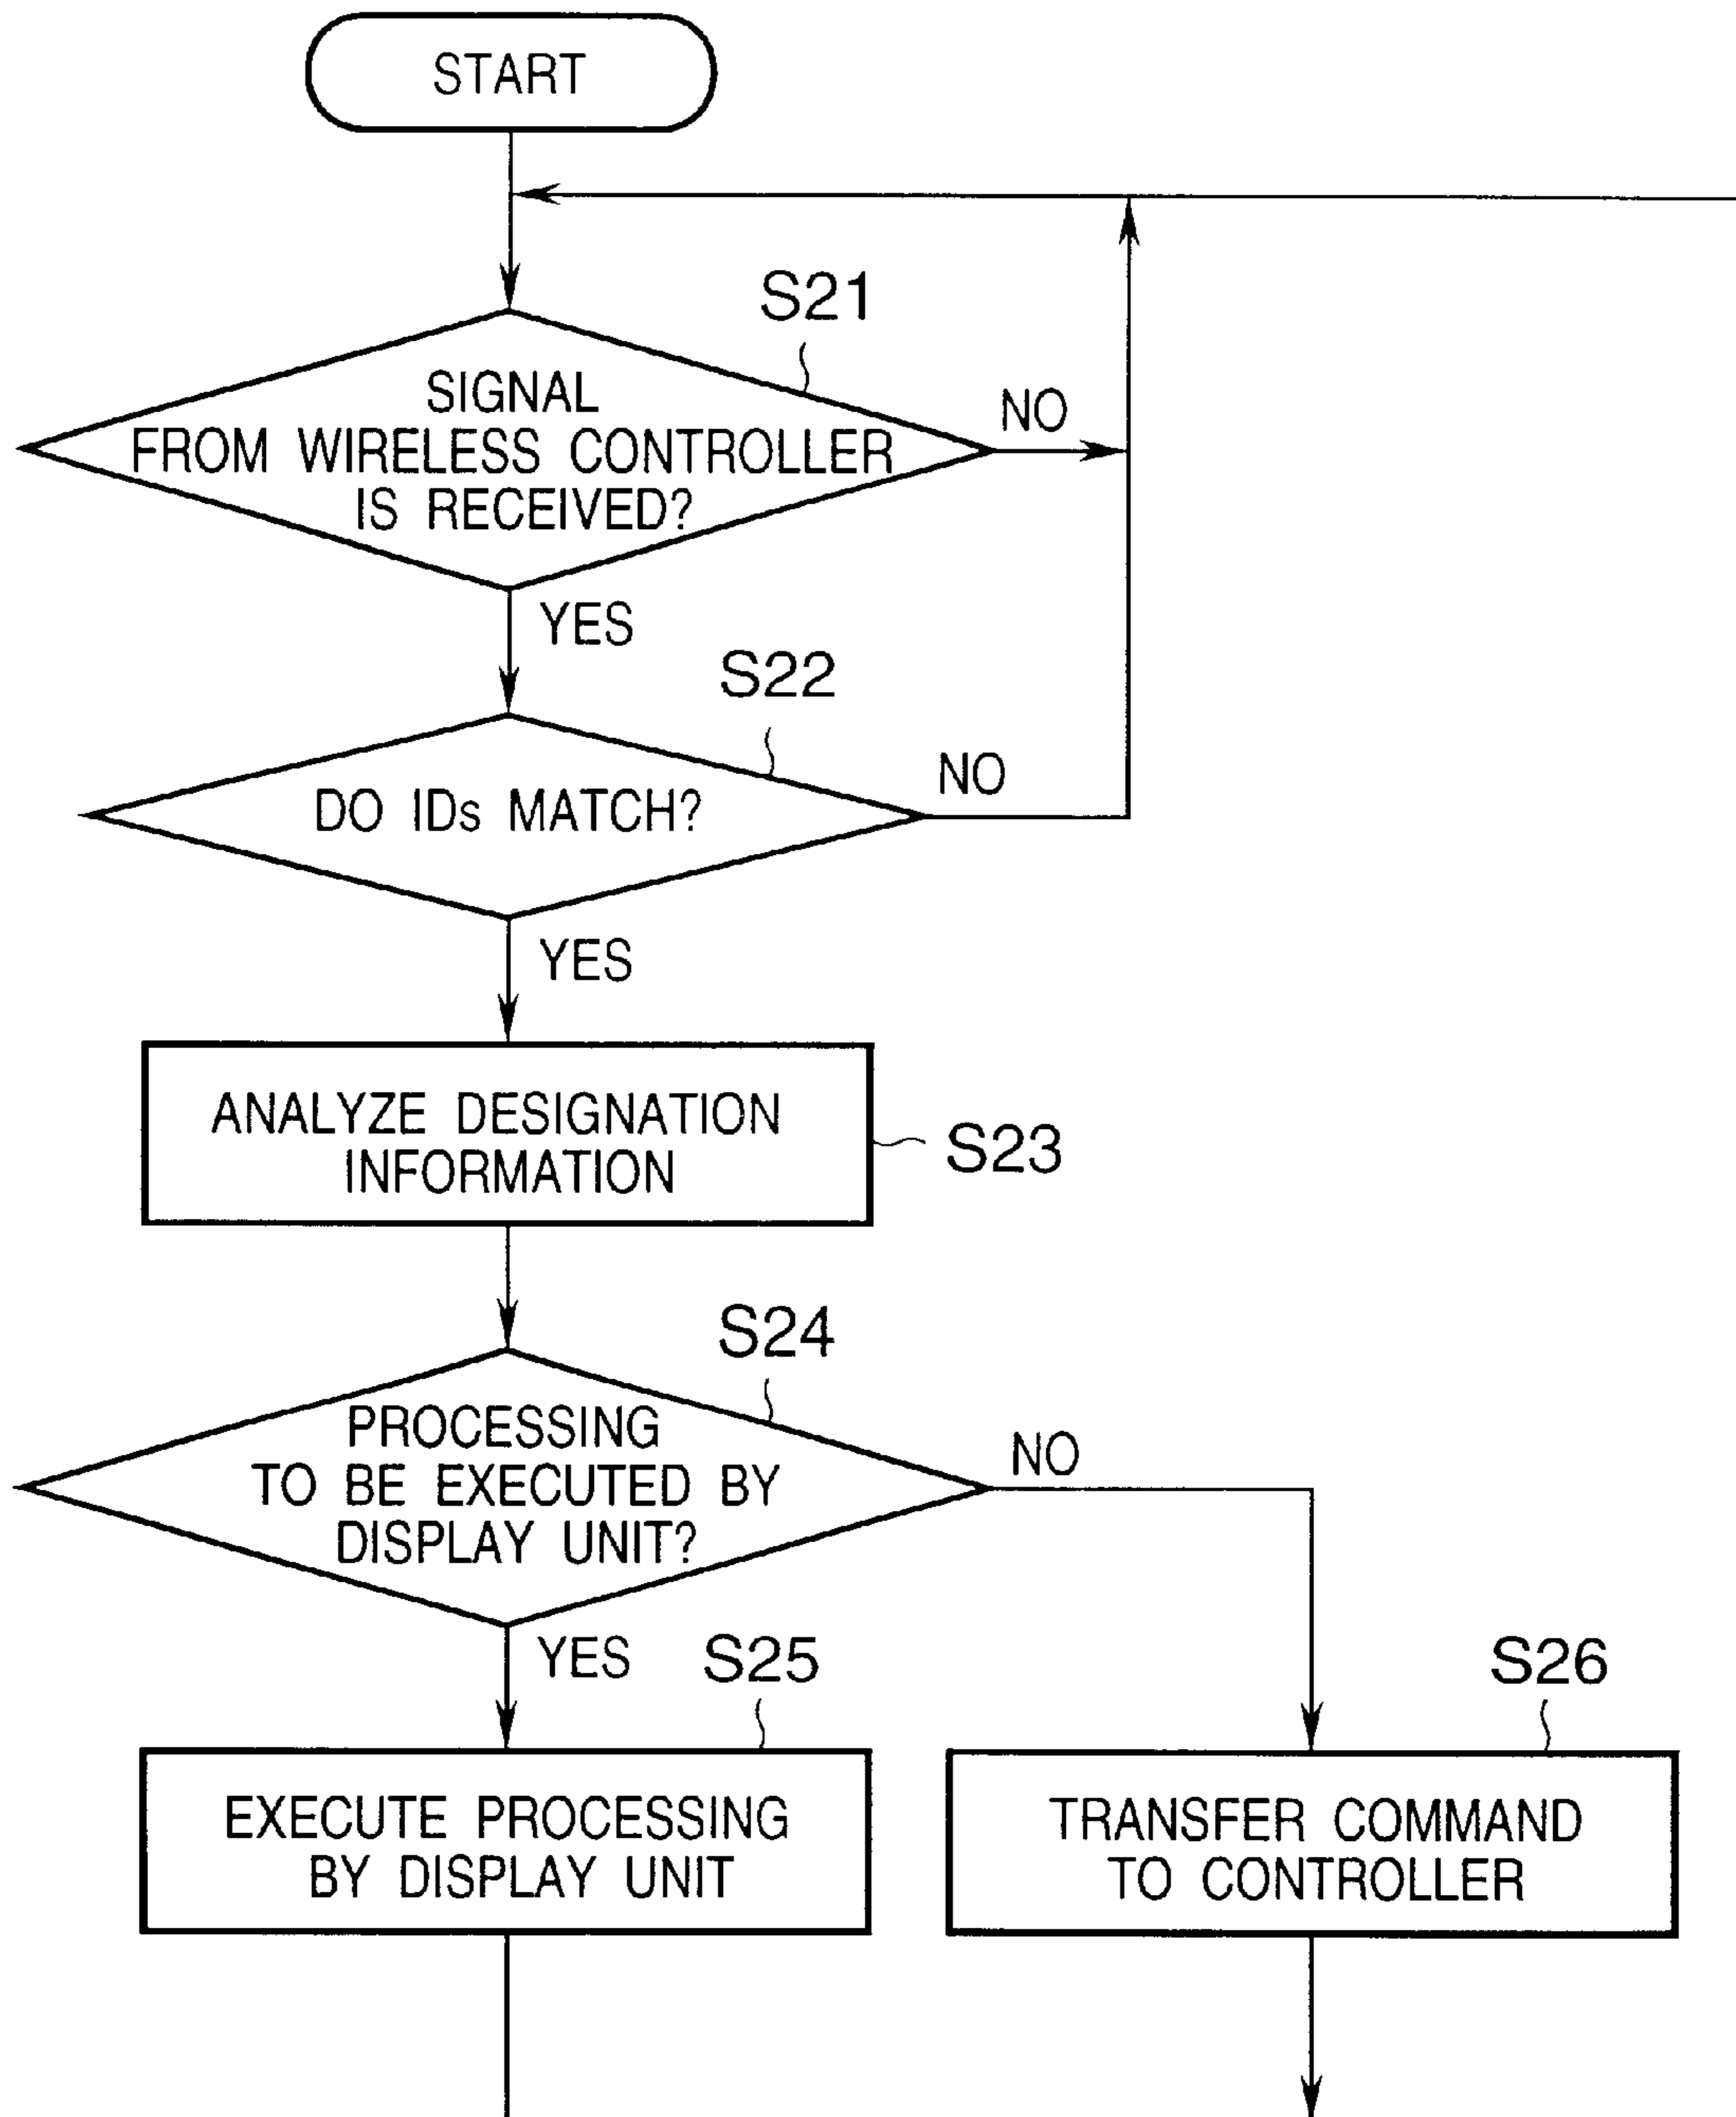 START
S21
SIGNAL
FROM WIRELESS CONTROLLER
IS RECEIVED?
NO
YES
S22
DO IDs MATCH?
NO
YES
ANALYZE DESIGNATION
INFORMATION
S23
S24
PROCESSING
TO BE EXECUTED BY
DISPLAY UNIT?
NO
YES
S25
EXECUTE PROCESSING
BY DISPLAY UNIT
S26
TRANSFER COMMAND
TO CONTROLLER